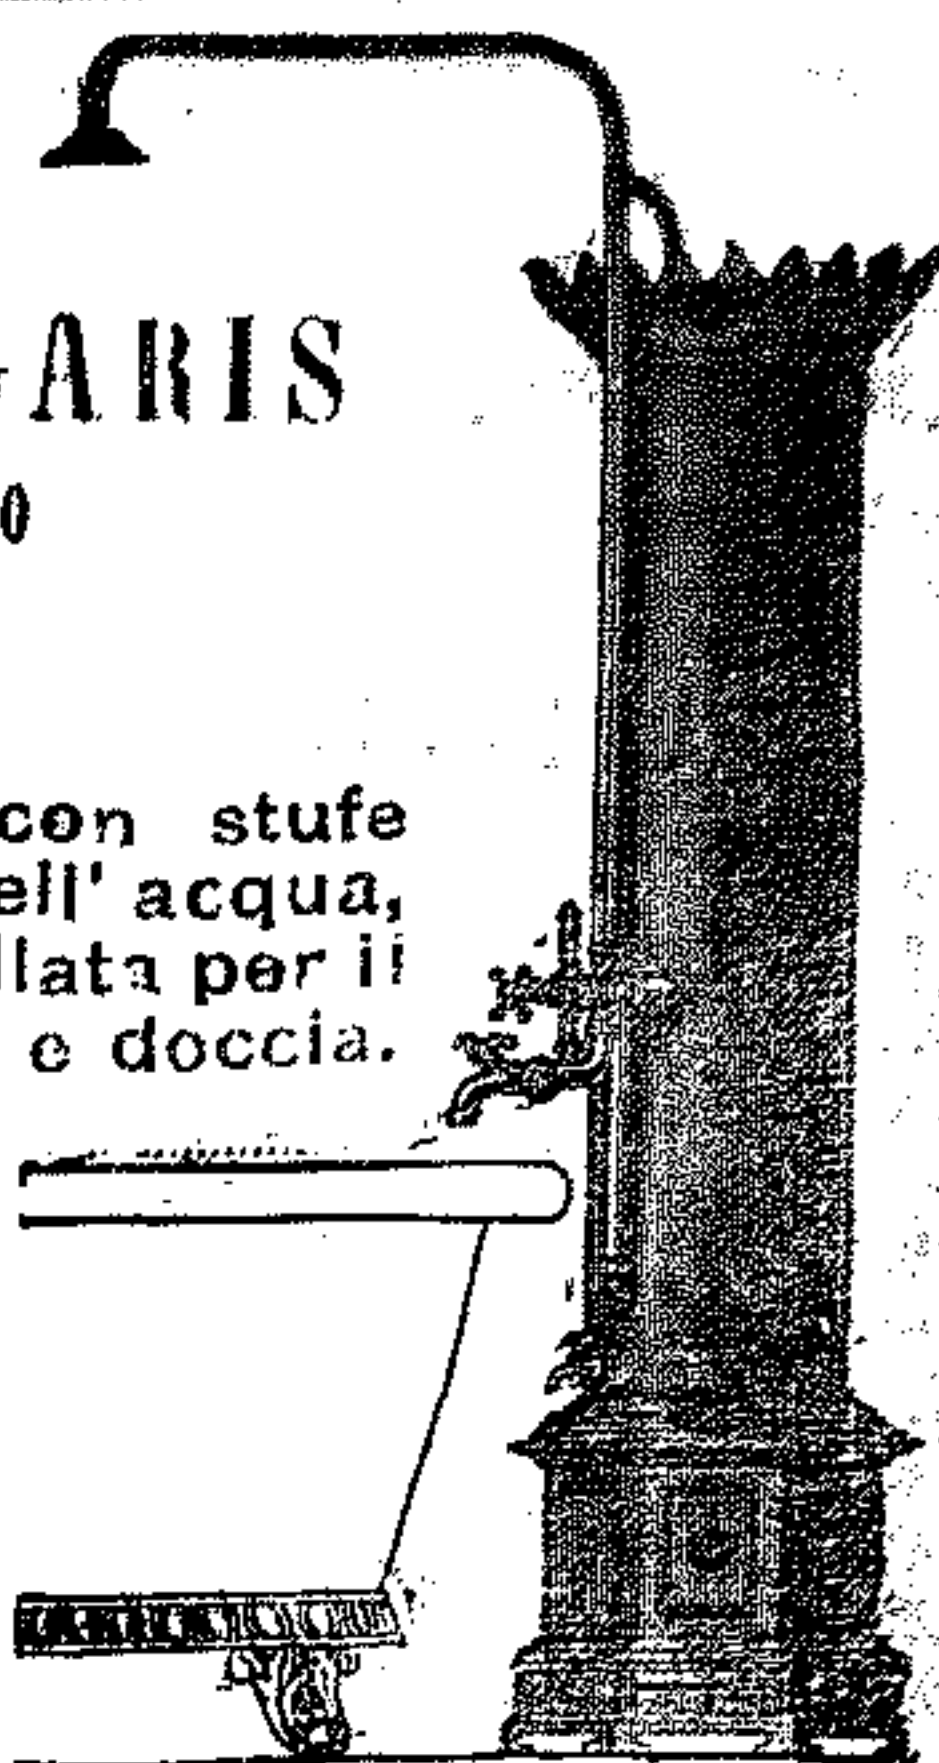 ARIS
O
con stufe
ell' acqua,
llata per il
e doccia.